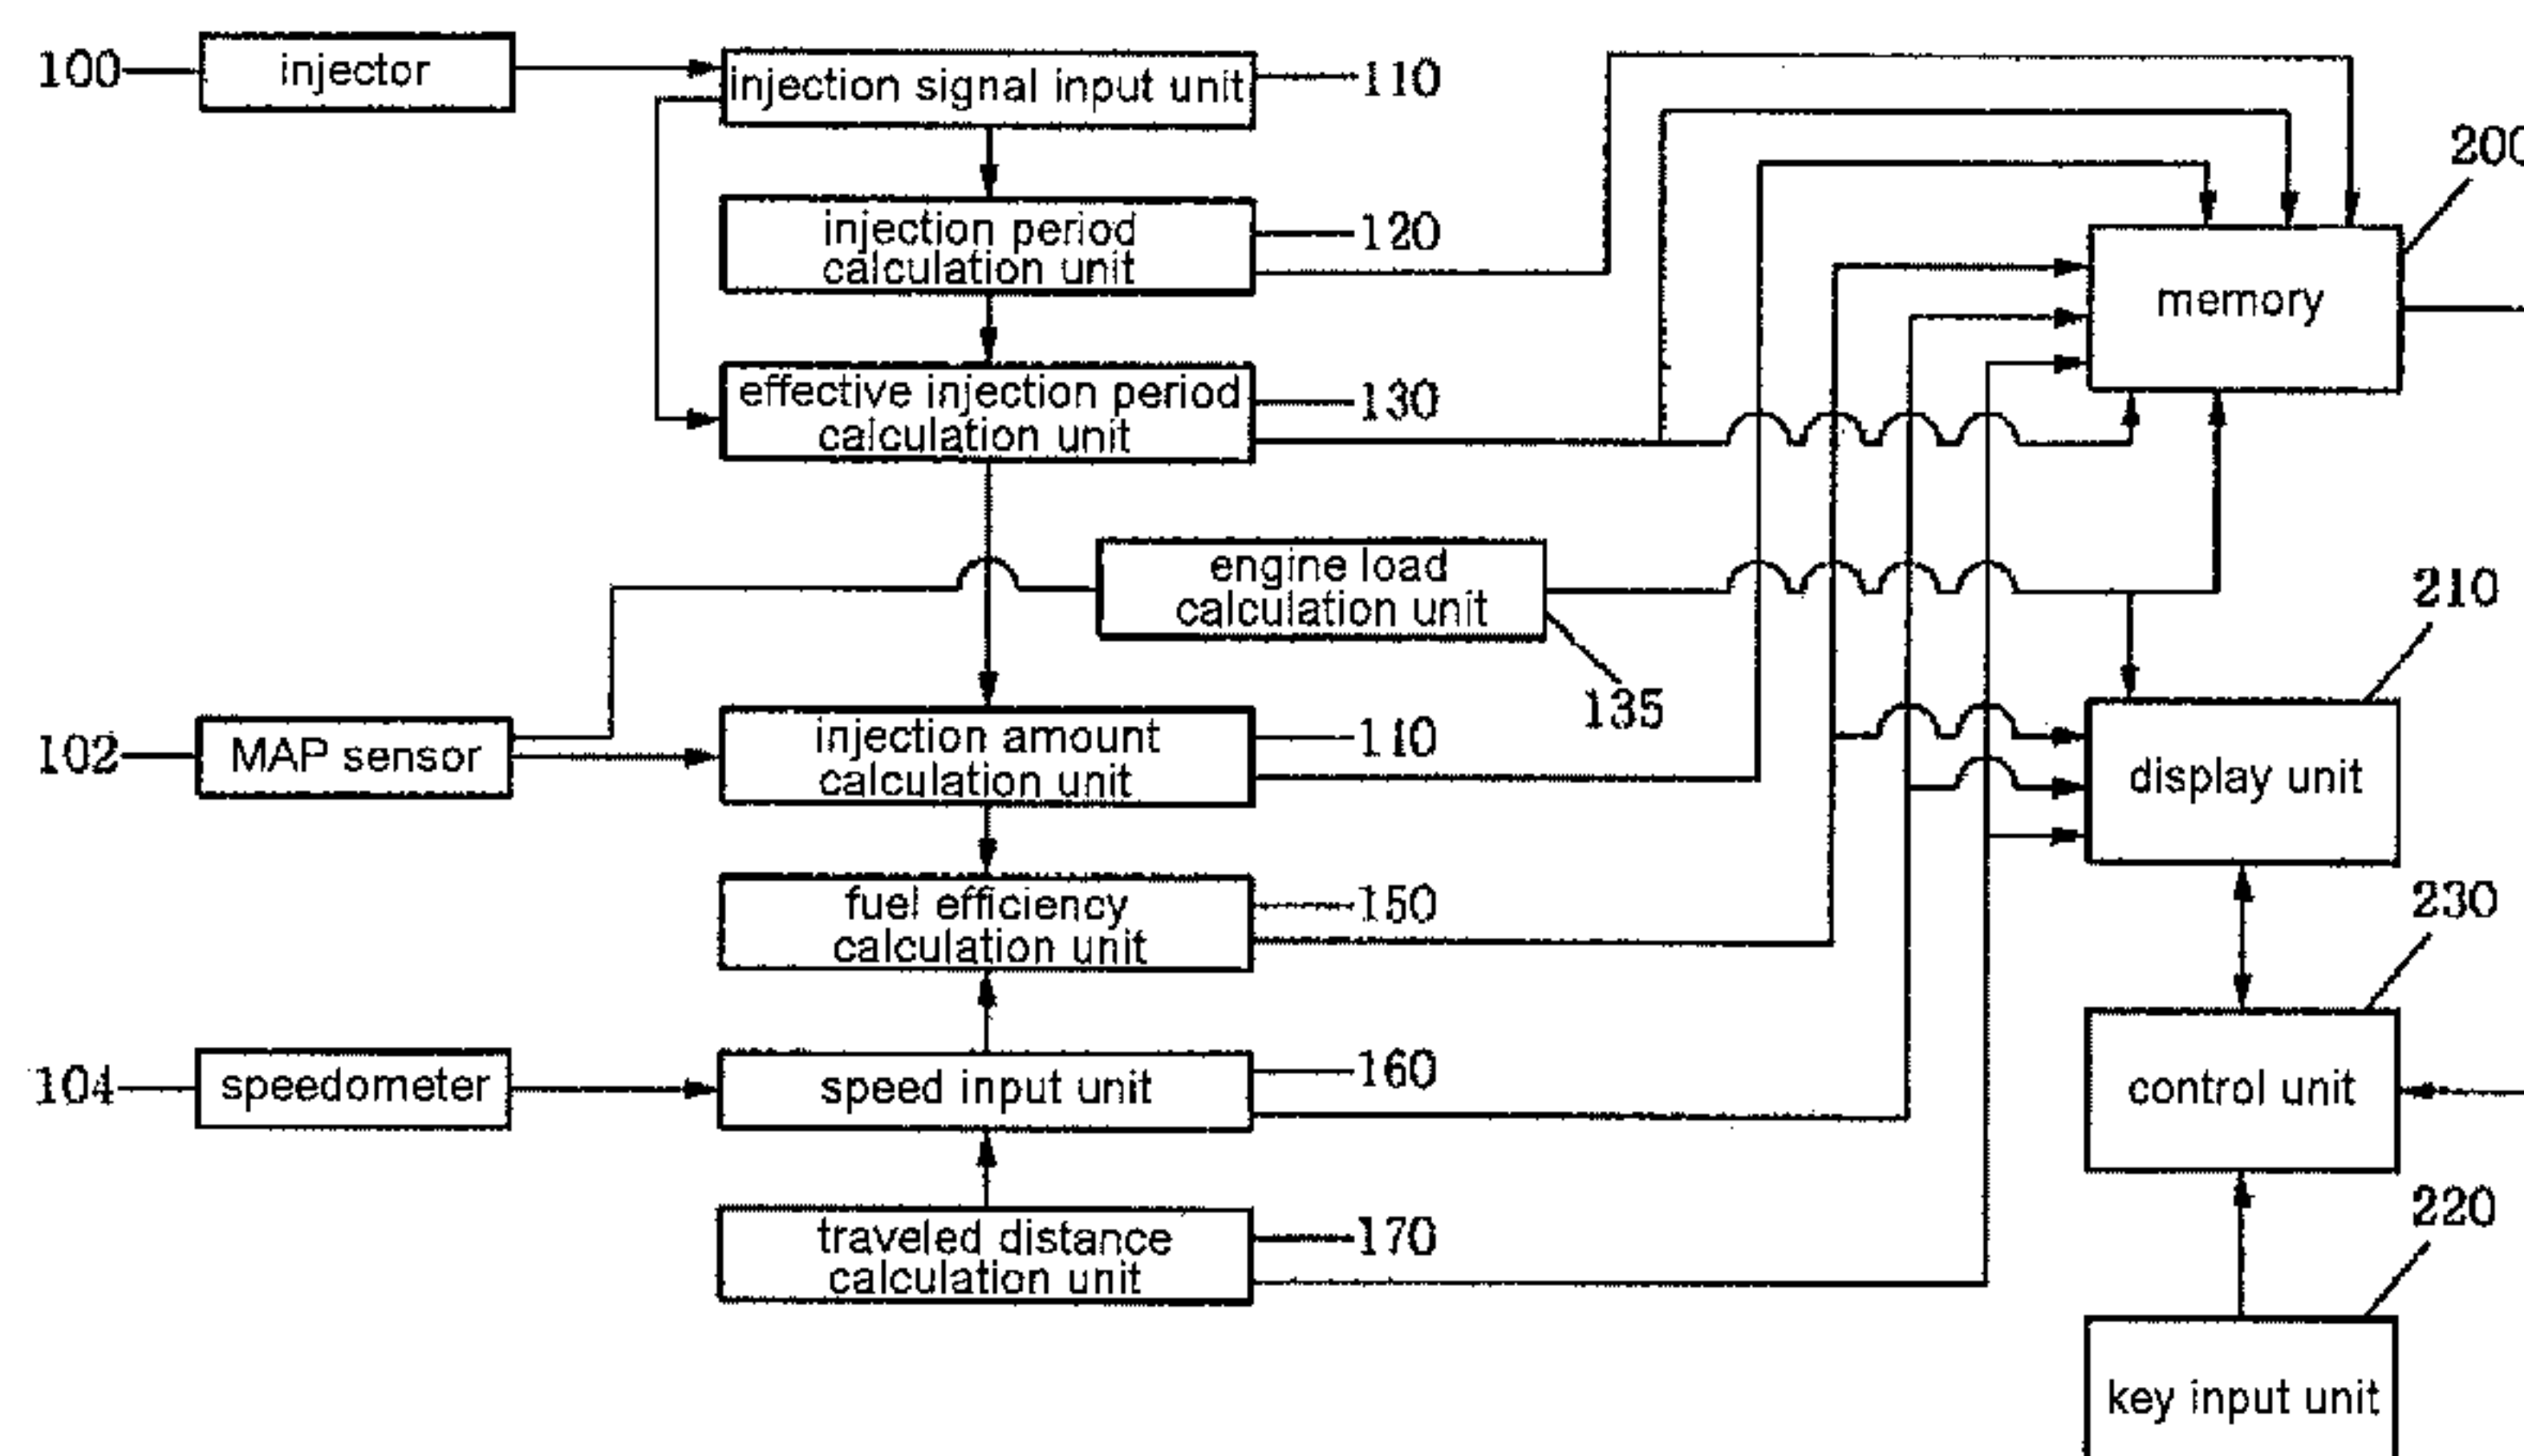 100
injector
injection signal input unit
110
200
injection period
calculation unit
120
memory
effective injection period
calculation unit
130
engine load
calculation unit
135
210
102
MAP sensor
injection amount
calculation unit
140
display unit
fuel efficiency
calculation unit
150
230
104
speedometer
speed input unit
160
control unit
traveled distance
calculation unit
170
220
key input unit